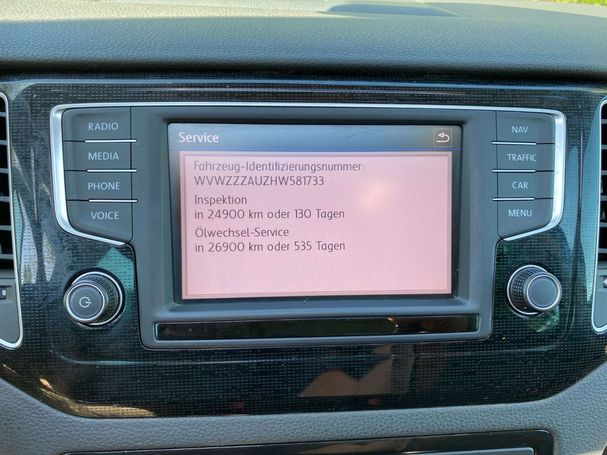 RADIO
MEDIA
PHONE
VOICE
Service
Fahrzeug-Identifizierungsnummer:
WVWZZZAUZHW581733
Inspektion
in 24900 km oder 130 Tagen
Ölwechsel-Service
in 26900 km oder 535 Tagen
NAV
TRAFFIC
CAR
MENU